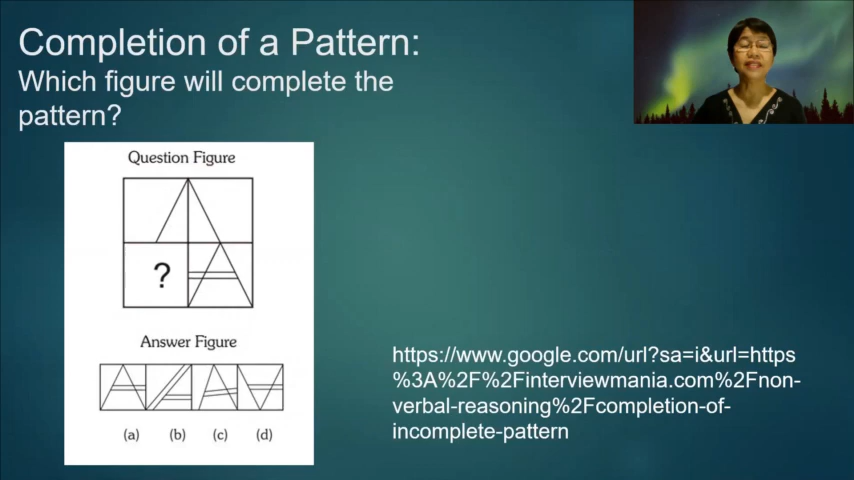 Completion of a Pattern:
Which figure will complete the
pattern?
Question Figure
?
Answer Figure
(a) (b) (c) (d)
https://www.google.com/url?sa=i&url=https
%3A%2F%2Finterviewmania.com%2Fnon-
verbal-reasoning%2Fcompletion-of-
incomplete-pattern